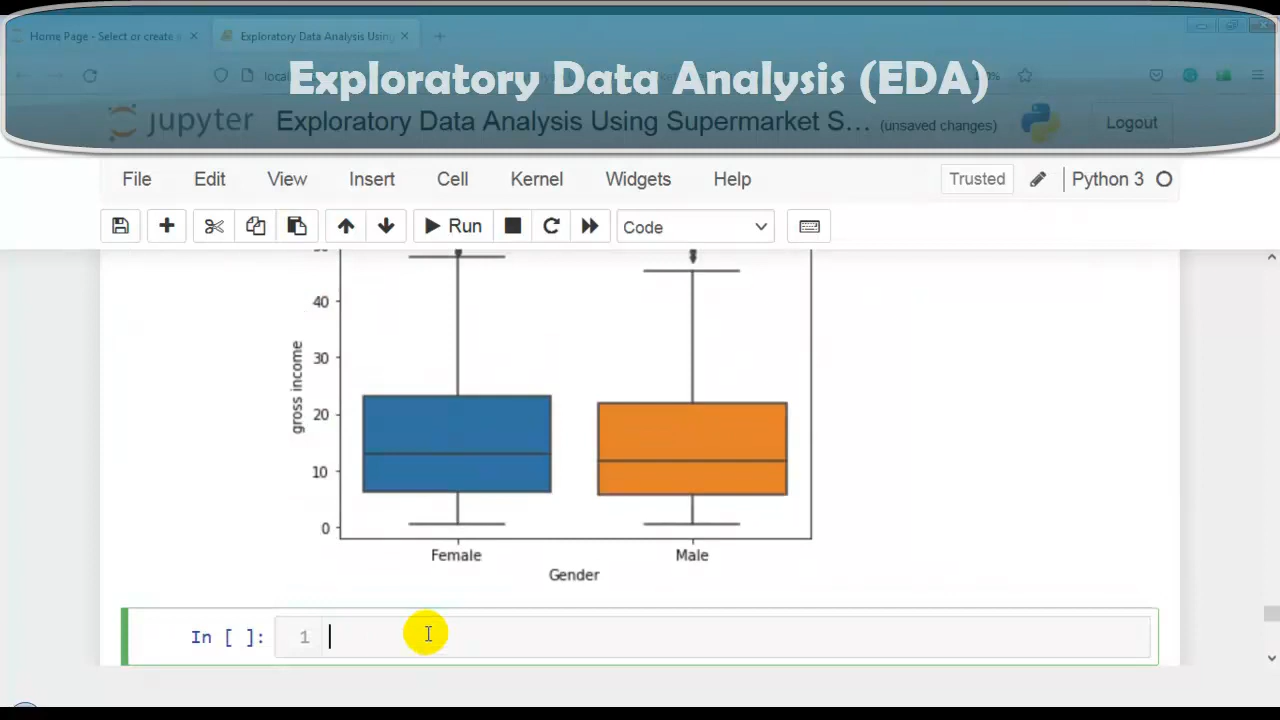 Home Page - Select or create
Exploratory Data Analysis Using
Exploratory Data Analysis (EDA)
jupyter Exploratory Data Analysis Using Supermarket S... (unsaved changes) Logout
File Edit View Insert Cell Kernel Widgets Help Trusted Python 3
Run Code
40
30
20
10
0
gross income
Female Male
Gender
In [ ]: 1